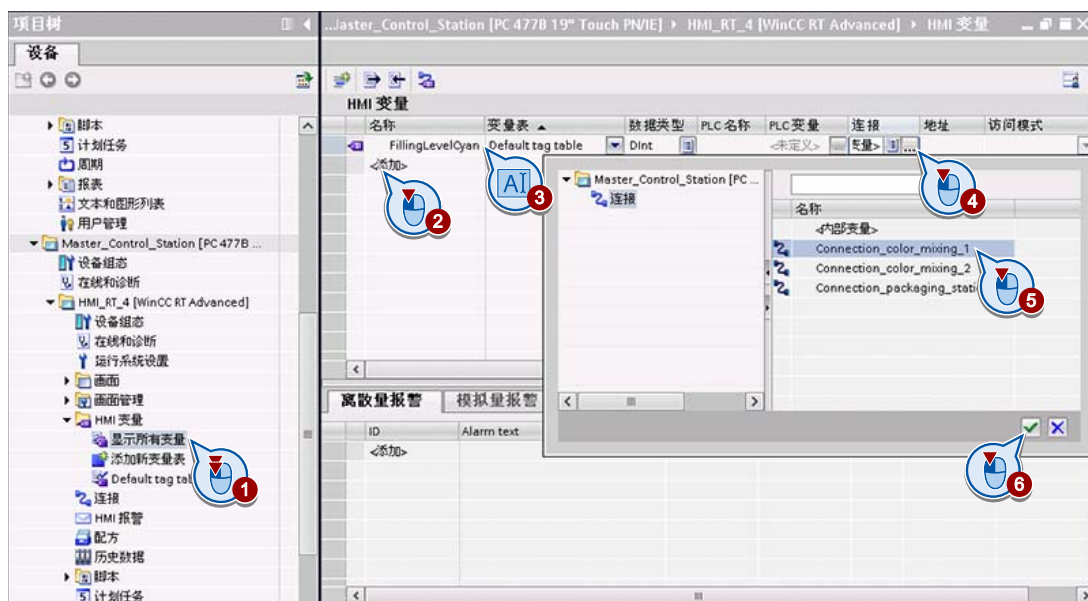 项目树
...Jaster_Control_Station [PC 477B 19" Touch PN/IE] ▸ HMI_RT_4 [WinCC RT Advanced] ▸ HMI 变量
设备
HMI 变量
名称 变量表 数据类型 PLC 名称 PLC变量 连接 地址 访问模式
FillingLevelCyan Default tag table DInt <未定义> 变量> ...
<添加>
AI
2
3
4
脚本
计划任务
周期
报表
文本和图形列表
用户管理
Master_Control_Station [PC 477B ...
设备组态
在线和诊断
HMI_RT_4 [WinCC RT Advanced]
设备组态
在线和诊断
运行系统设置
画面
画面管理
HMI 变量
显示所有变量
添加新变量表
Default tag tal
1
连接
HMI 报警
配方
历史数据
脚本
计划任务
Master_Control_Station [PC ...
连接
名称
<内部变量>
Connection_color_mixing_1
Connection_color_mixing_2
Connection_packaging_stati
5
6
离散量报警 模拟量报警
ID Alarm text
<添加>